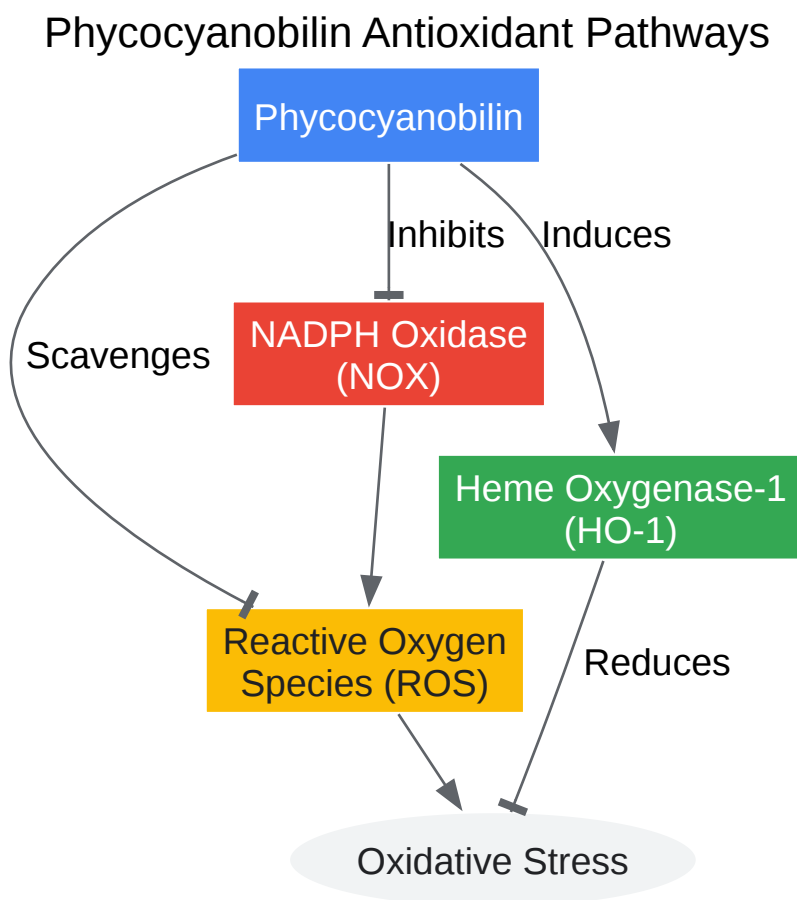 Phycocyanobilin Antioxidant Pathways
Phycocyanobilin
Inhibits
Induces
NADPH Oxidase
(NOX)
Scavenges
Heme Oxygenase-1
(HO-1)
Reactive Oxygen
Species (ROS)
Reduces
Oxidative Stress